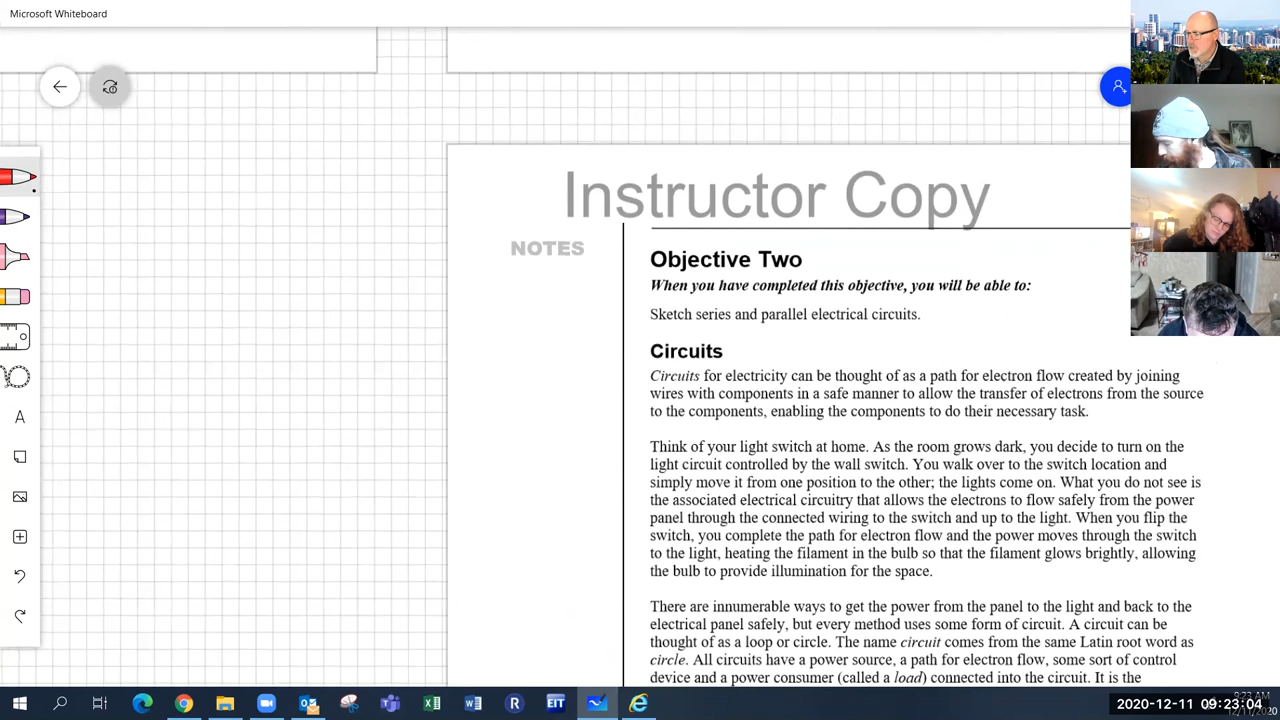 Microsoft Whiteboard
Instructor Copy
NOTES
Objective Two
When you have completed this objective, you will be able to:
Sketch series and parallel electrical circuits.
Circuits
Circuits for electricity can be thought of as a path for electron flow created by joining
wires with components in a safe manner to allow the transfer of electrons from the source
to the components, enabling the components to do their necessary task.
Think of your light switch at home. As the room grows dark, you decide to turn on the
light circuit controlled by the wall switch. You walk over to the switch location and
simply move it from one position to the other; the lights come on. What you do not see is
the associated electrical circuitry that allows the electrons to flow safely from the power
panel through the connected wiring to the switch and up to the light. When you flip the
switch, you complete the path for electron flow and the power moves through the switch
to the light, heating the filament in the bulb so that the filament glows brightly, allowing
the bulb to provide illumination for the space.
There are innumerable ways to get the power from the panel to the light and back to the
electrical panel safely, but every method uses some form of circuit. A circuit can be
thought of as a loop or circle. The name circuit comes from the same Latin root word as
circle. All circuits have a power source, a path for electron flow, some sort of control
device and a power consumer (called a load) connected into the circuit. It is the
A
R
EIT
9:23 AM
2020-12-11 09:23:04